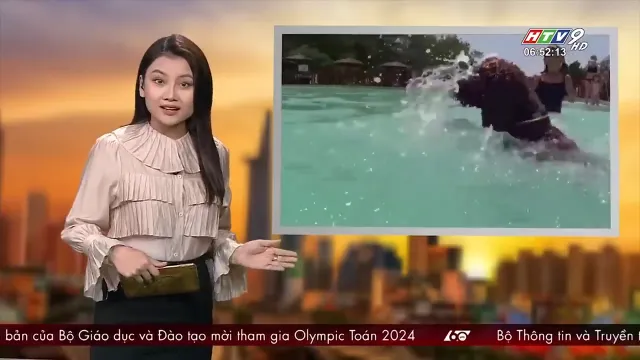 HTV9 HD
06:52:13
bản của Bộ Giáo dục và Đào tạo mời tham gia Olympic Toán 2024 60 Bộ Thông tin và Truyền t